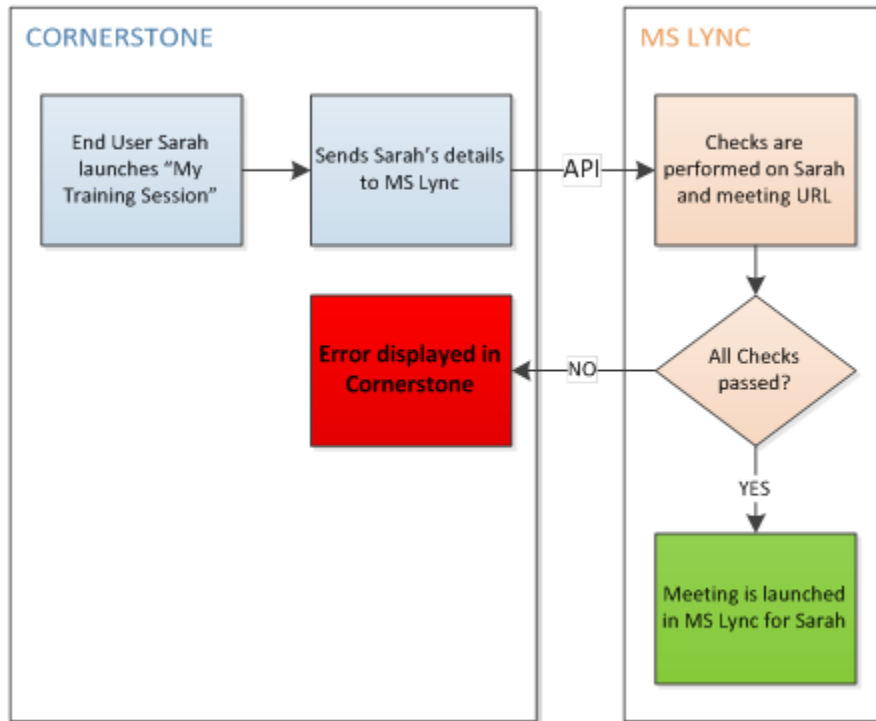 CORNERSTONE
MS LYNC
End User Sarah
launches “My
Training Session”
Sends Sarah’s details
to MS Lync
API
Checks are
performed on Sarah
and meeting URL
Error displayed in
Cornerstone
NO
All Checks
passed?
YES
Meeting is launched
in MS Lync for Sarah